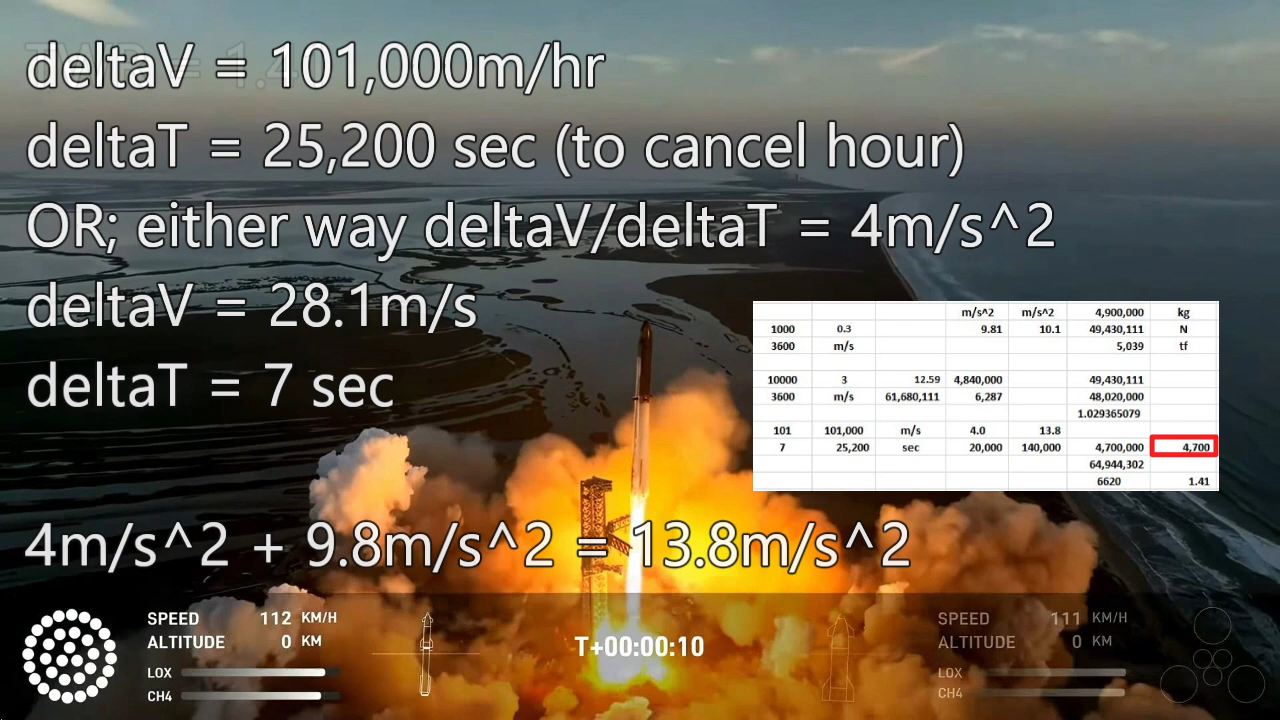 deltaV = 101,000m/hr
deltaT = 25,200 sec (to cancel hour)
OR; either way deltaV/deltaT = 4m/s^2
deltaV = 28.1m/s
deltaT = 7 sec
m/s^2 m/s^2 4,900,000 kg
1000 0.3 9.81 10.1 49,430,111 N
3600 m/s 5,039 tf
10000 3 12.59 4,840,000 49,430,111
3600 m/s 61,680,111 6,287 48,020,000
1.029365079
101 101,000 m/s 4.0 13.8
7 25,200 sec 20,000 140,000 4,700,000 4,700
64,944,302
6620 1.41
4m/s^2 + 9.8m/s^2 = 13.8m/s^2
SPEED 112 KM/H
ALTITUDE 0 KM
LOX
CH4
T+00:00:10
SPEED 111 KM/H
ALTITUDE 0 KM
LOX
CH4